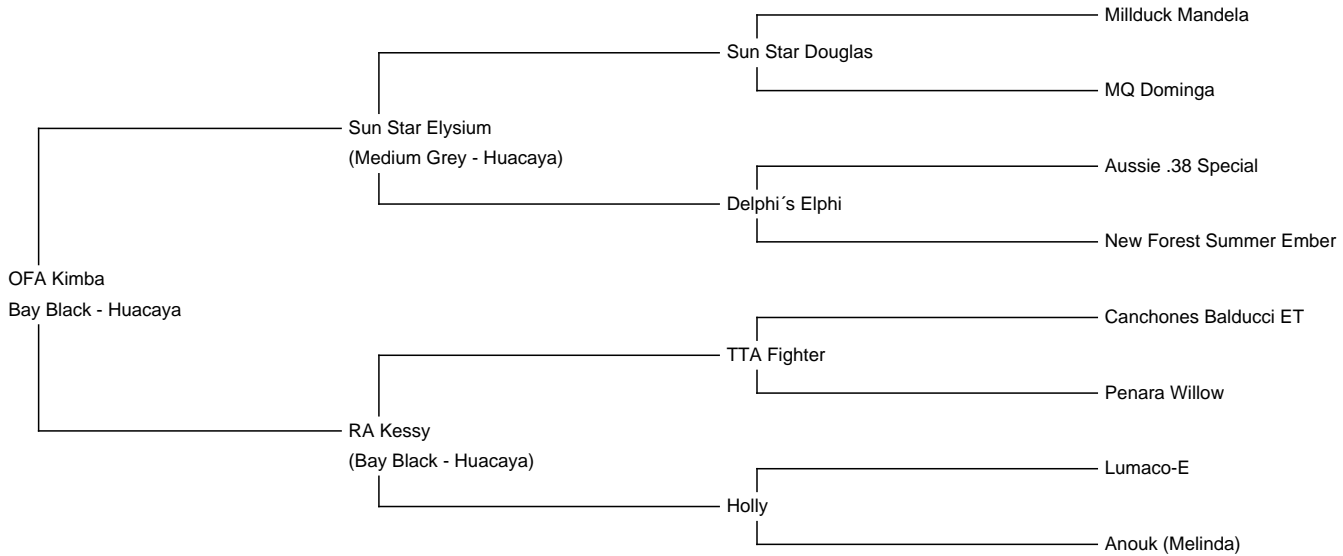 Millduck Mandela
Sun Star Douglas
MQ Dominga
Sun Star Elysium
(Medium Grey - Huacaya)
Aussie .38 Special
Delphi´s Elphi
New Forest Summer Ember
OFA Kimba
Bay Black - Huacaya
Canchones Balducci ET
TTA Fighter
Penara Willow
RA Kessy
(Bay Black - Huacaya)
Lumaco-E
Holly
Anouk (Melinda)